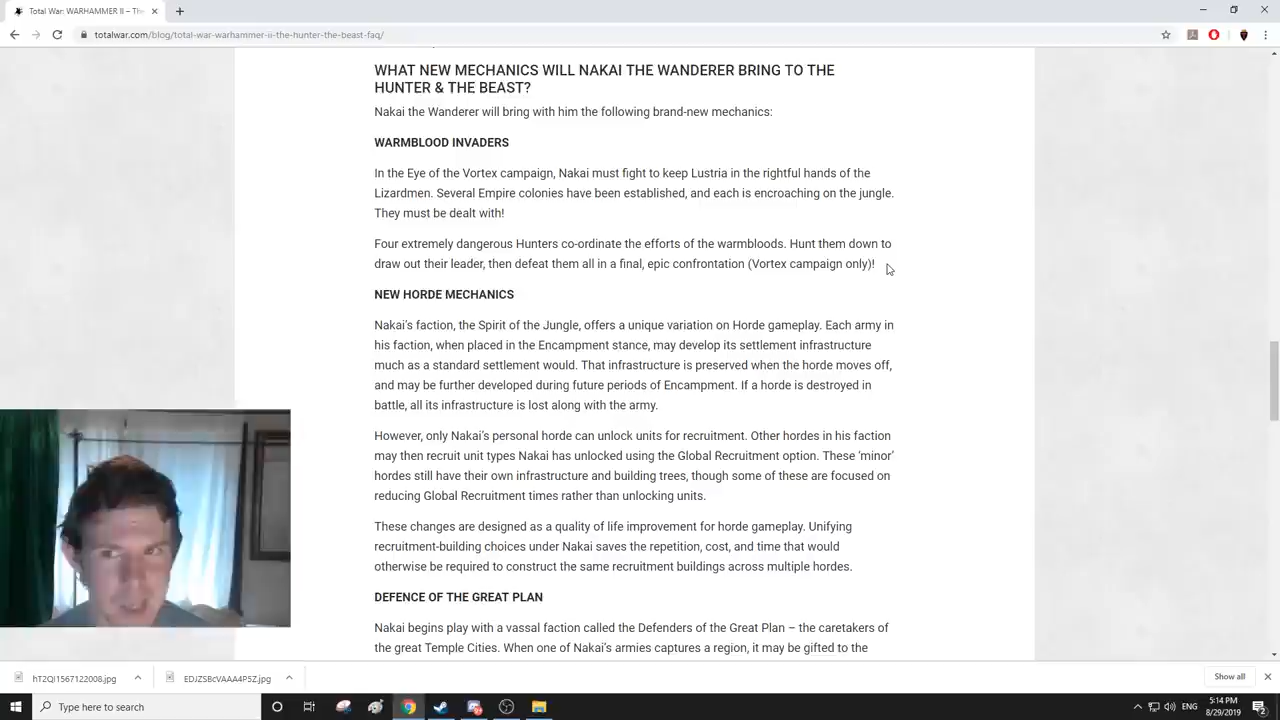 Total War: WARHAMMER II – The
totalwar.com/blog/total-war-warhammer-ii-the-hunter-the-beast-faq/
WHAT NEW MECHANICS WILL NAKAI THE WANDERER BRING TO THE
HUNTER & THE BEAST?
Nakai the Wanderer will bring with him the following brand-new mechanics:
WARMBLOOD INVADERS
In the Eye of the Vortex campaign, Nakai must fight to keep Lustria in the rightful hands of the
Lizardmen. Several Empire colonies have been established, and each is encroaching on the jungle.
They must be dealt with!
Four extremely dangerous Hunters co-ordinate the efforts of the warmbloods. Hunt them down to
draw out their leader, then defeat them all in a final, epic confrontation (Vortex campaign only)!
NEW HORDE MECHANICS
Nakai's faction, the Spirit of the Jungle, offers a unique variation on Horde gameplay. Each army in
his faction, when placed in the Encampment stance, may develop its settlement infrastructure
much as a standard settlement would. That infrastructure is preserved when the horde moves off,
and may be further developed during future periods of Encampment. If a horde is destroyed in
battle, all its infrastructure is lost along with the army.
However, only Nakai's personal horde can unlock units for recruitment. Other hordes in his faction
may then recruit unit types Nakai has unlocked using the Global Recruitment option. These 'minor'
hordes still have their own infrastructure and building trees, though some of these are focused on
reducing Global Recruitment times rather than unlocking units.
These changes are designed as a quality of life improvement for horde gameplay. Unifying
recruitment-building choices under Nakai saves the repetition, cost, and time that would
otherwise be required to construct the same recruitment buildings across multiple hordes.
DEFENCE OF THE GREAT PLAN
Nakai begins play with a vassal faction called the Defenders of the Great Plan – the caretakers of
the great Temple Cities. When one of Nakai's armies captures a region, it may be gifted to the
hT2QJ1567122008.jpg
EDJZSBcVAAA4P5Z.jpg
Show all
Type here to search
ENG
5:14 PM
8/29/2019
2